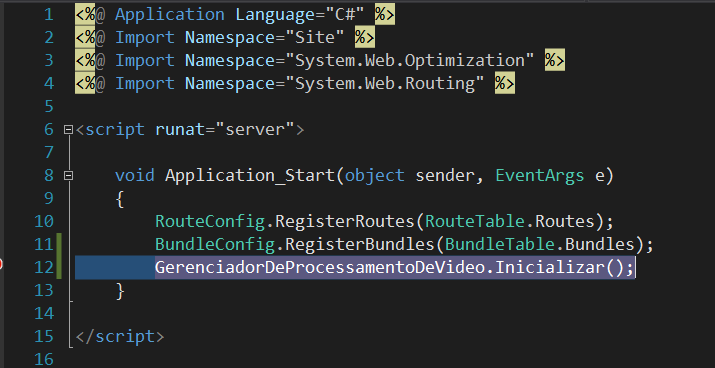 1 <%@ Application Language="C#" %>
2 <%@ Import Namespace="Site" %>
3 <%@ Import Namespace="System.Web.Optimization" %>
4 <%@ Import Namespace="System.Web.Routing" %>
5
6 <script runat="server">
7
8 void Application_Start(object sender, EventArgs e)
9 {
10 RouteConfig.RegisterRoutes(RouteTable.Routes);
11 BundleConfig.RegisterBundles(BundleTable.Bundles);
12 GerenciadorDeProcessamentoDeVideo.Inicializar();
13 }
14
15 </script>
16